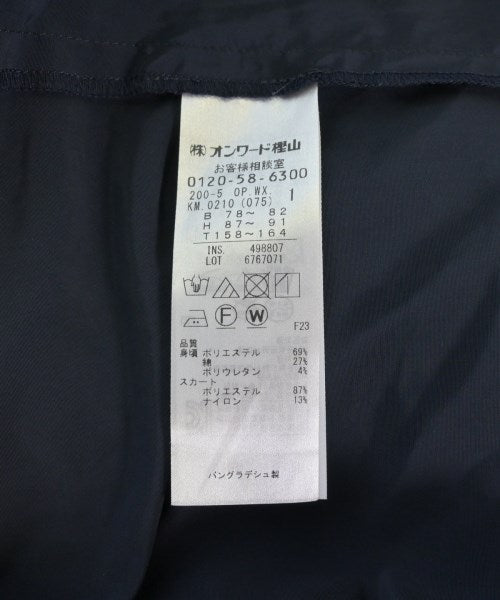 (株)オンワード樫山
お客様相談室
0120-58-6300
200-5 OP.WX. 1
KM.0210 (075)
B 78～ 82
H 87～ 91
T 158～164
INS. 498807
LOT 6767071
F W
F23
品質
身頃 ポリエステル 69%
綿 27%
ポリウレタン 4%
スカート
ポリエステル 87%
ナイロン 13%
バングラデシュ製